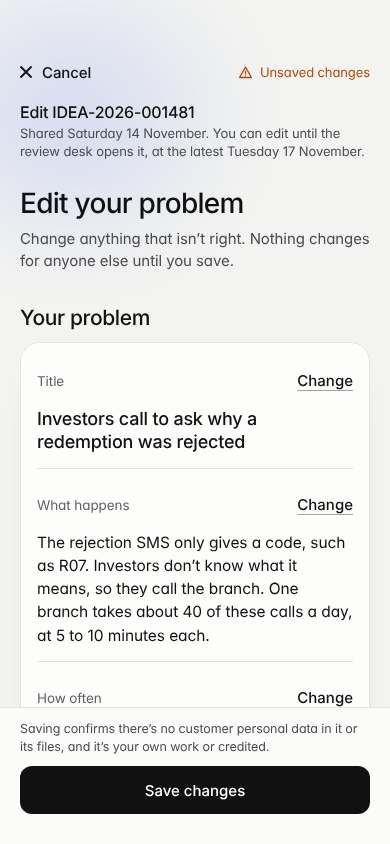 Cancel
Unsaved changes
Edit IDEA-2026-001481
Shared Saturday 14 November. You can edit until the
review desk opens it, at the latest Tuesday 17 November.
Edit your problem
Change anything that isn’t right. Nothing changes
for anyone else until you save.
Your problem
Title
Change
Investors call to ask why a
redemption was rejected
What happens
Change
The rejection SMS only gives a code, such
as R07. Investors don’t know what it
means, so they call the branch. One
branch takes about 40 of these calls a day,
at 5 to 10 minutes each.
How often
Change
Saving confirms there’s no customer personal data in it or
its files, and it’s your own work or credited.
Save changes